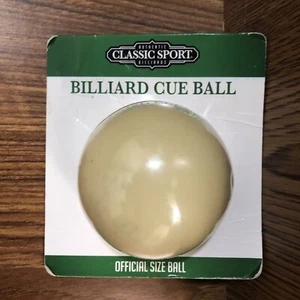 AUTHENTIC
CLASSIC SPORT
BILLIARDS
BILLIARD CUE BALL
OFFICIAL SIZE BALL